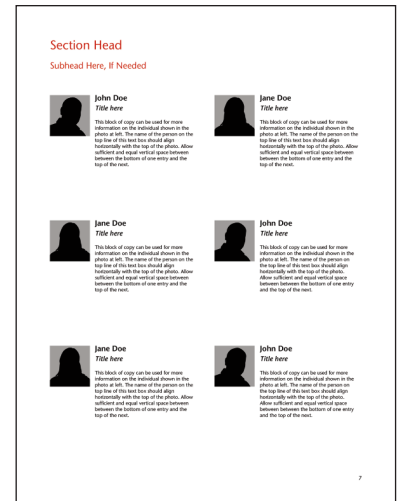 Section Head
Subhead Here, If Needed
John Doe
Title here
This block of copy can be used for more
information on the individual shown in the
photo at left. The name of the person on the
top line of this text box should align
horizontally with the top of the photo. Allow
sufficient and equal vertical space between
between the bottom of one entry and the
top of the next.
Jane Doe
Title here
This block of copy can be used for more
information on the individual shown in the
photo at left. The name of the person on
the top line of this text box should align
horizontally with the top of the photo.
Allow sufficient and equal vertical space
between between the bottom of one entry
and the top of the next.
Jane Doe
Title here
This block of copy can be used for more
information on the individual shown in the
photo at left. The name of the person on the
top line of this text box should align
horizontally with the top of the photo. Allow
sufficient and equal vertical space between
between the bottom of one entry and the
top of the next.
John Doe
Title here
This block of copy can be used for more
information on the individual shown in the
photo at left. The name of the person on
the top line of this text box should align
horizontally with the top of the photo.
Allow sufficient and equal vertical space
between between the bottom of one entry
and the top of the next.
Jane Doe
Title here
This block of copy can be used for more
information on the individual shown in the
photo at left. The name of the person on the
top line of this text box should align
horizontally with the top of the photo. Allow
sufficient and equal vertical space between
between the bottom of one entry and the
top of the next.
John Doe
Title here
This block of copy can be used for more
information on the individual shown in the
photo at left. The name of the person on
the top line of this text box should align
horizontally with the top of the photo.
Allow sufficient and equal vertical space
between between the bottom of one entry
and the top of the next.
7